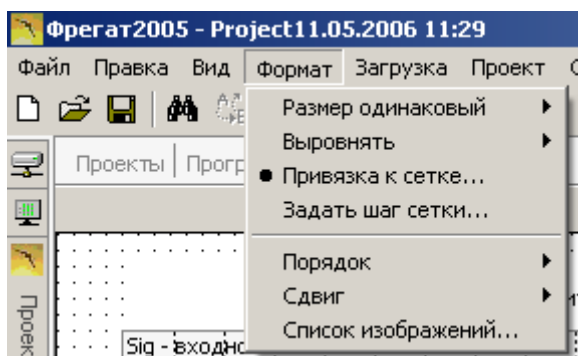 Фрегат2005 - Project11.05.2006 11:29
Файл Правка Вид Формат Загрузка Проект
Размер одинаковый
Выровнять
Привязка к сетке...
Задать шаг сетки...
Порядок
Сдвиг
Список изображений...
Проекты
Sig -